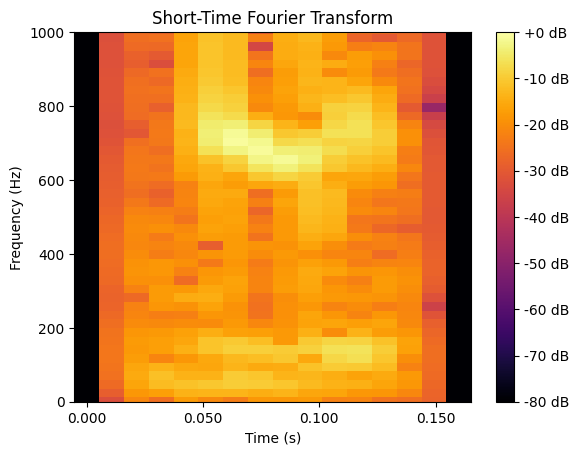 Short-Time Fourier Transform
1000
800
600
400
200
0
Frequency (Hz)
0.000
0.050
0.100
0.150
Time (s)
+0 dB
-10 dB
-20 dB
-30 dB
-40 dB
-50 dB
-60 dB
-70 dB
-80 dB